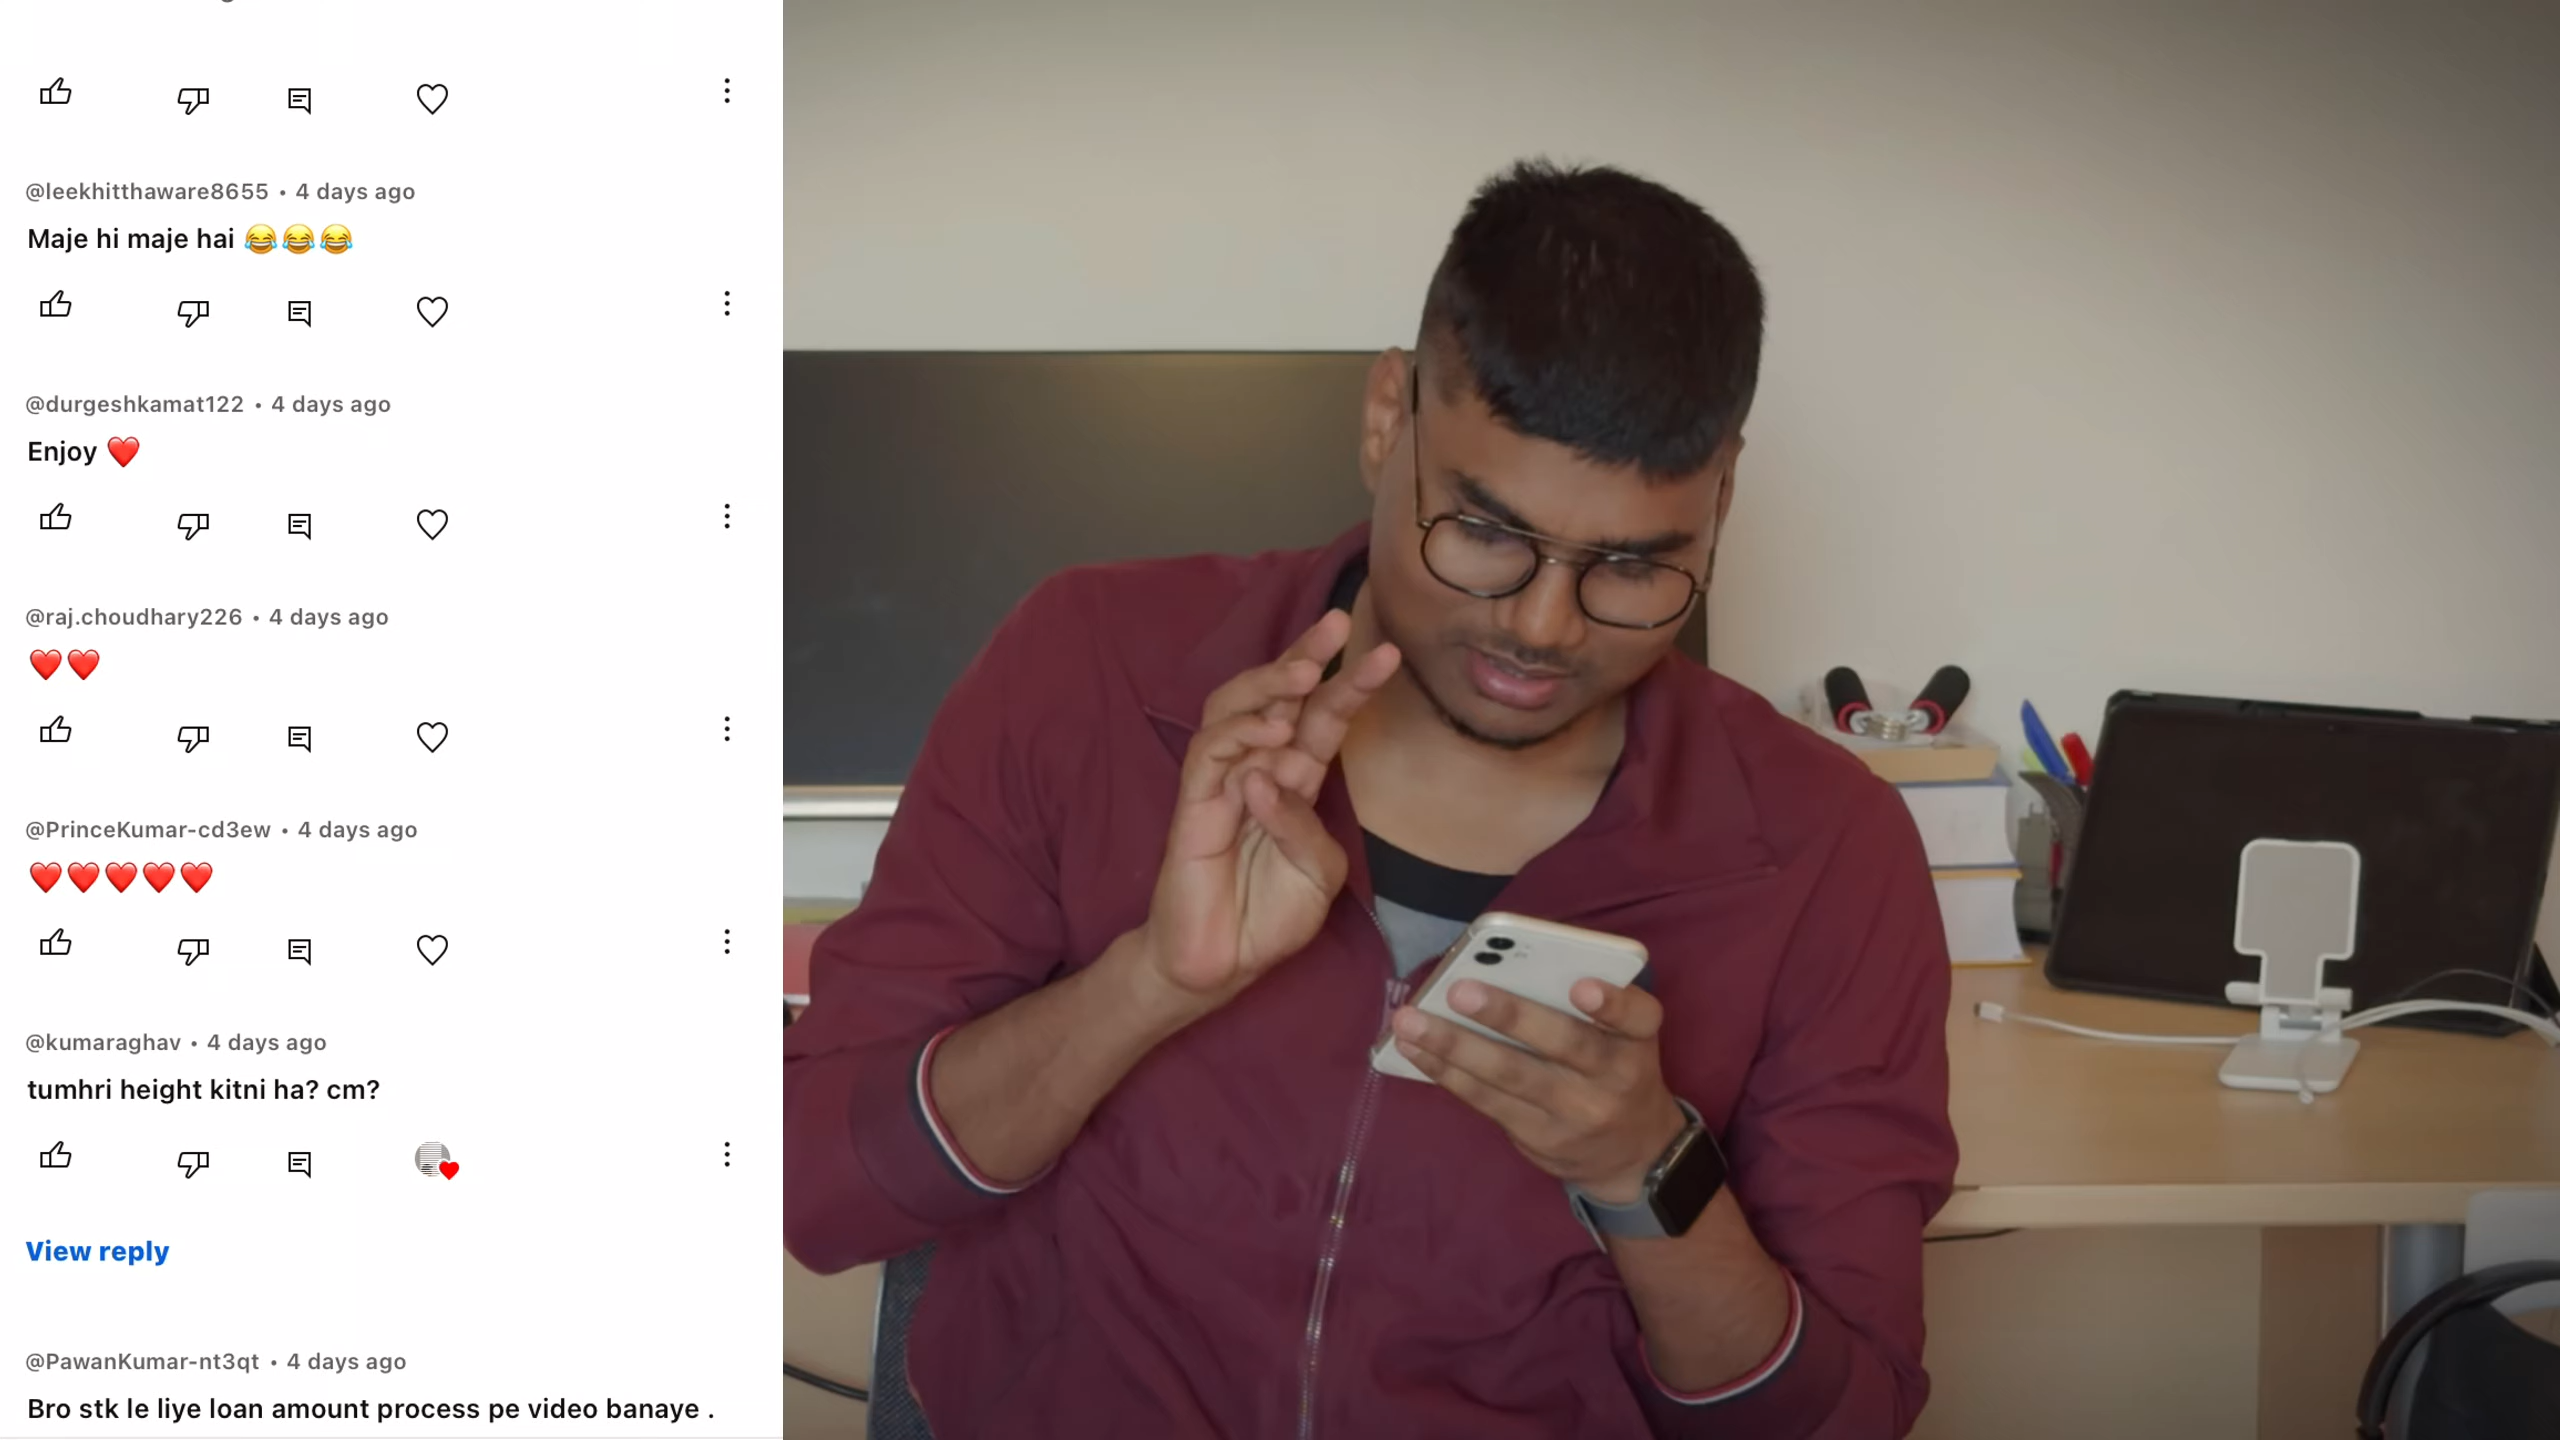 @leekhitthaware8655 • 4 days ago
Maje hi maje hai 😂😂😂
@durgeshkamat122 • 4 days ago
Enjoy ❤️
@raj.choudhary226 • 4 days ago
❤️❤️
@PrinceKumar-cd3ew • 4 days ago
❤️❤️❤️❤️❤️
@kumaraghav • 4 days ago
tumhri height kitni ha? cm?
View reply
@PawanKumar-nt3qt • 4 days ago
Bro stk le liye loan amount process pe video banaye .